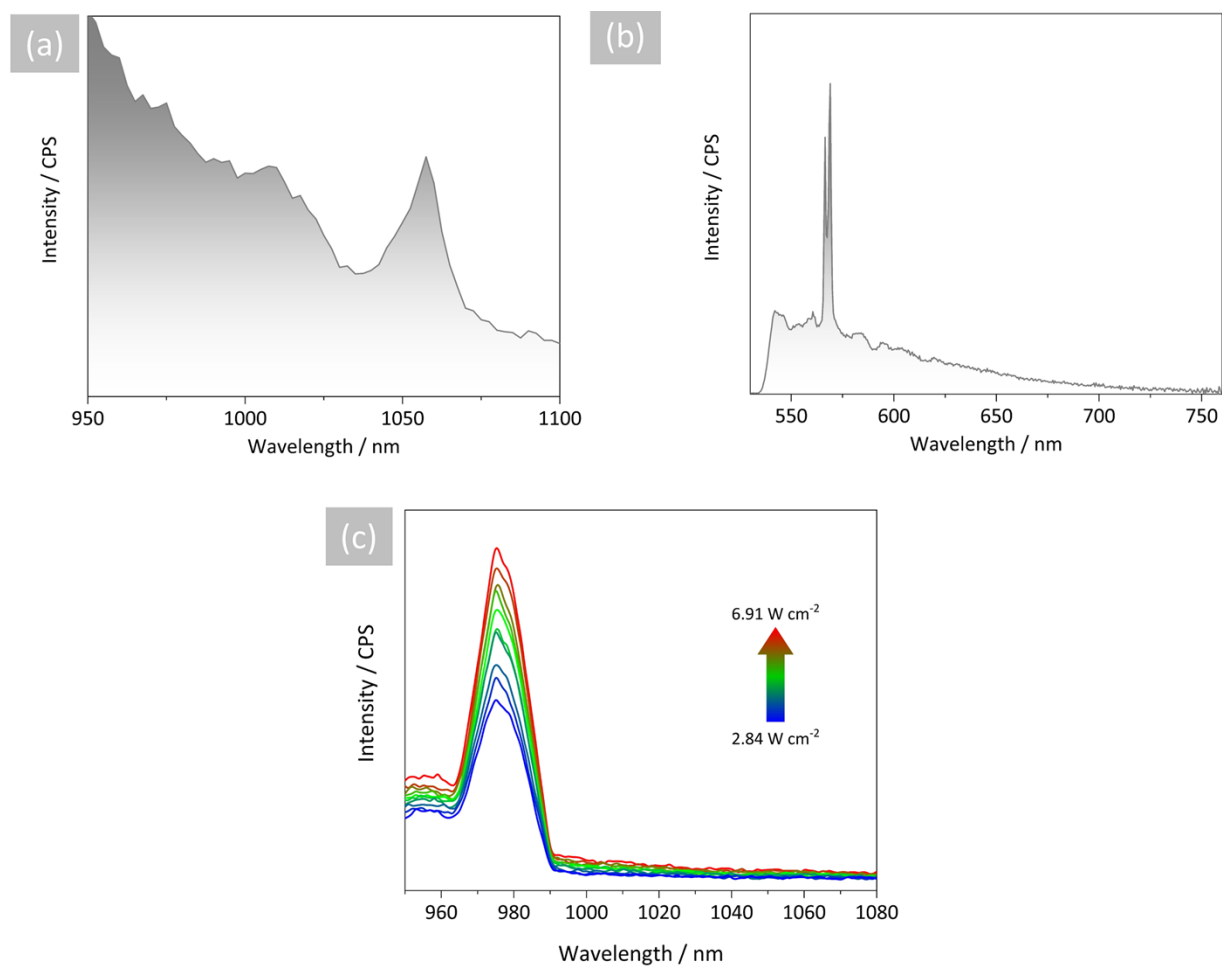 (a)
Intensity / CPS
950 1000 1050 1100
Wavelength / nm
(b)
Intensity / CPS
550 600 650 700 750
Wavelength / nm
(c)
Intensity / CPS
6.91 W cm⁻²
2.84 W cm⁻²
960 980 1000 1020 1040 1060 1080
Wavelength / nm